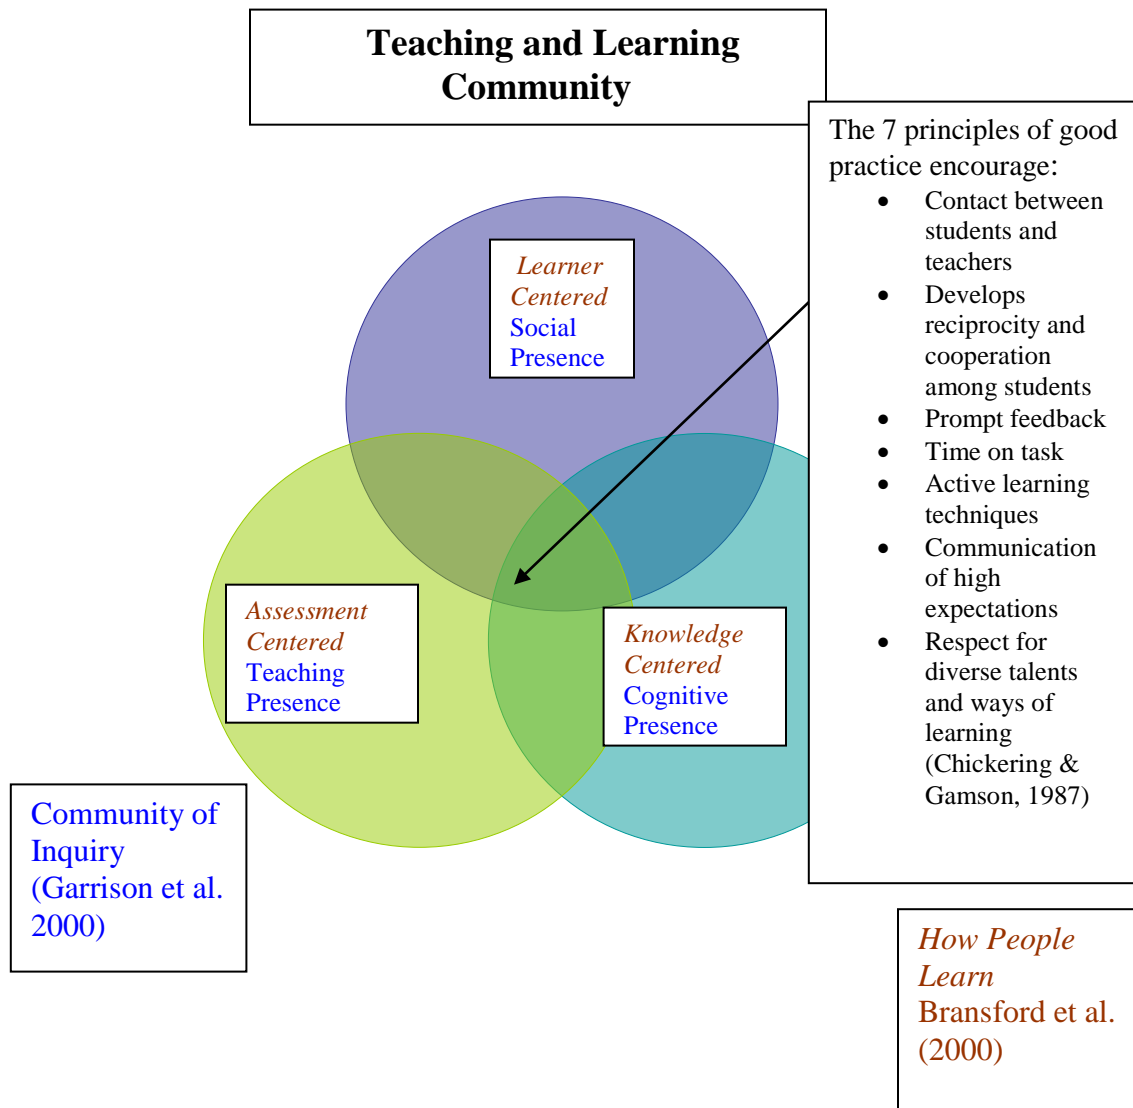 Teaching and Learning
Community
The 7 principles of good
practice encourage:
• Contact between
students and
teachers
• Develops
reciprocity and
cooperation
among students
• Prompt feedback
• Time on task
• Active learning
techniques
• Communication
of high
expectations
• Respect for
diverse talents
and ways of
learning
(Chickering &
Gamson, 1987)
Learner
Centered
Social
Presence
Assessment
Centered
Teaching
Presence
Knowledge
Centered
Cognitive
Presence
Community of
Inquiry
(Garrison et al.
2000)
How People
Learn
Bransford et al.
(2000)